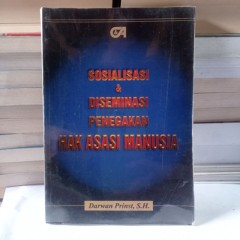 SOSIALISASI
&
DISEMINASI
PENEGAKAN
HAK ASASI MANUSIA
Darwan Prinst, S.H.